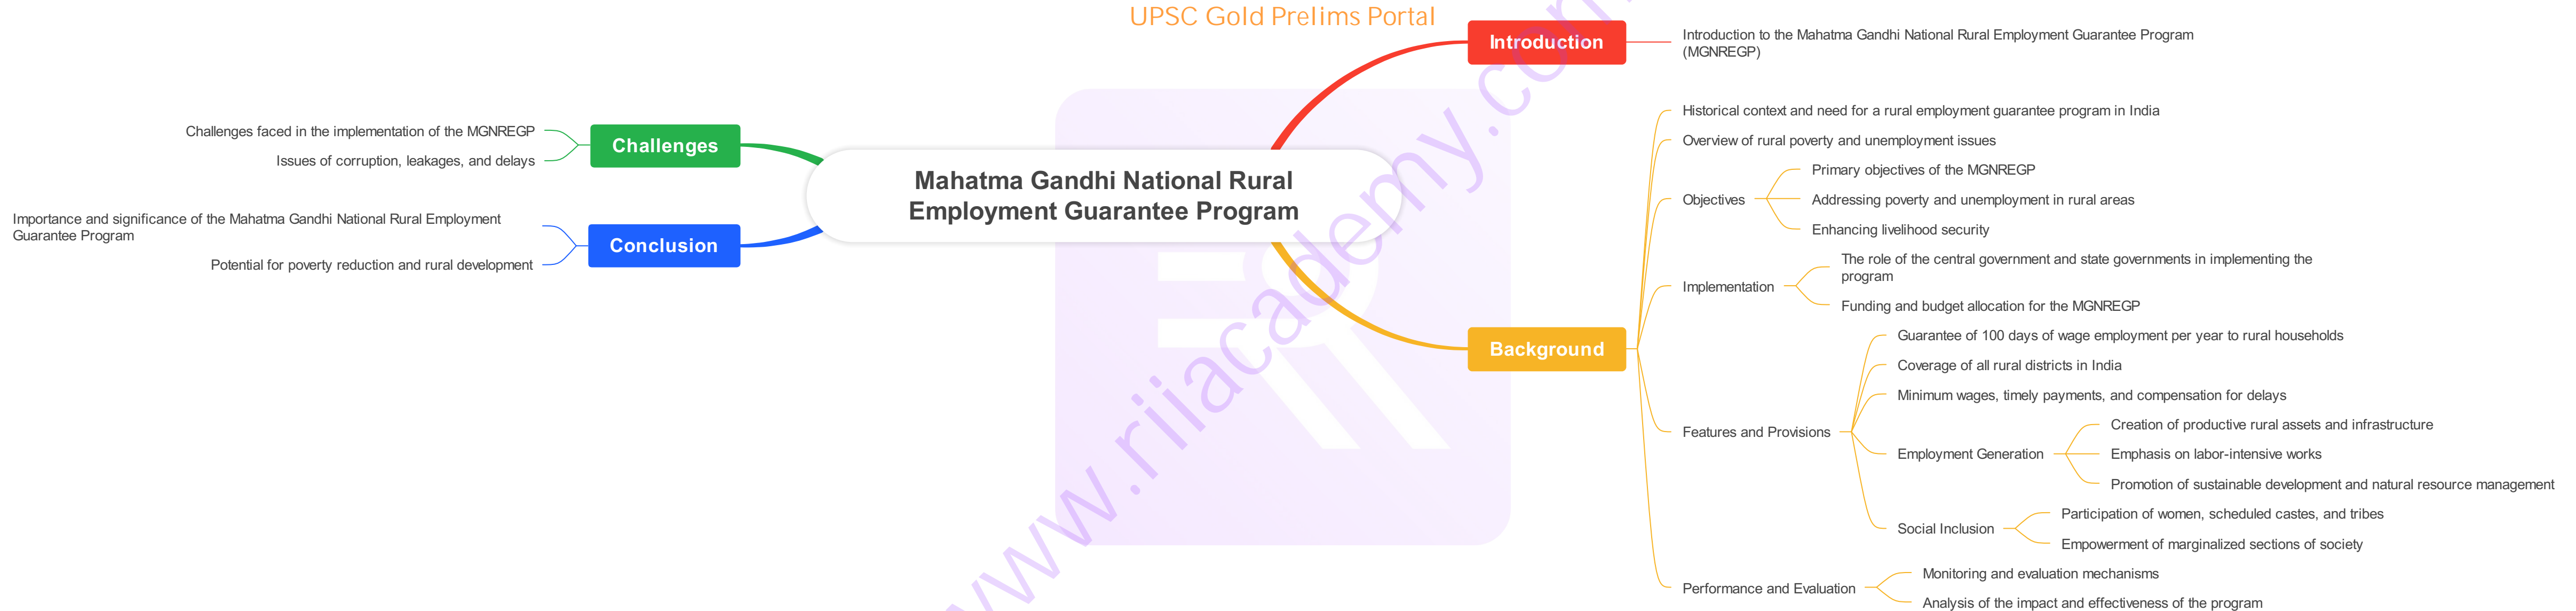 UPSC Gold Prelims Portal
Mahatma Gandhi National Rural
Employment Guarantee Program
Introduction
Introduction to the Mahatma Gandhi National Rural Employment Guarantee Program
(MGNREGP)
Background
Historical context and need for a rural employment guarantee program in India
Overview of rural poverty and unemployment issues
Objectives
Primary objectives of the MGNREGP
Addressing poverty and unemployment in rural areas
Enhancing livelihood security
Implementation
The role of the central government and state governments in implementing the
program
Funding and budget allocation for the MGNREGP
Features and Provisions
Guarantee of 100 days of wage employment per year to rural households
Coverage of all rural districts in India
Minimum wages, timely payments, and compensation for delays
Employment Generation
Creation of productive rural assets and infrastructure
Emphasis on labor-intensive works
Promotion of sustainable development and natural resource management
Social Inclusion
Participation of women, scheduled castes, and tribes
Empowerment of marginalized sections of society
Performance and Evaluation
Monitoring and evaluation mechanisms
Analysis of the impact and effectiveness of the program
Challenges
Challenges faced in the implementation of the MGNREGP
Issues of corruption, leakages, and delays
Conclusion
Importance and significance of the Mahatma Gandhi National Rural Employment
Guarantee Program
Potential for poverty reduction and rural development
www.riiacademy.com